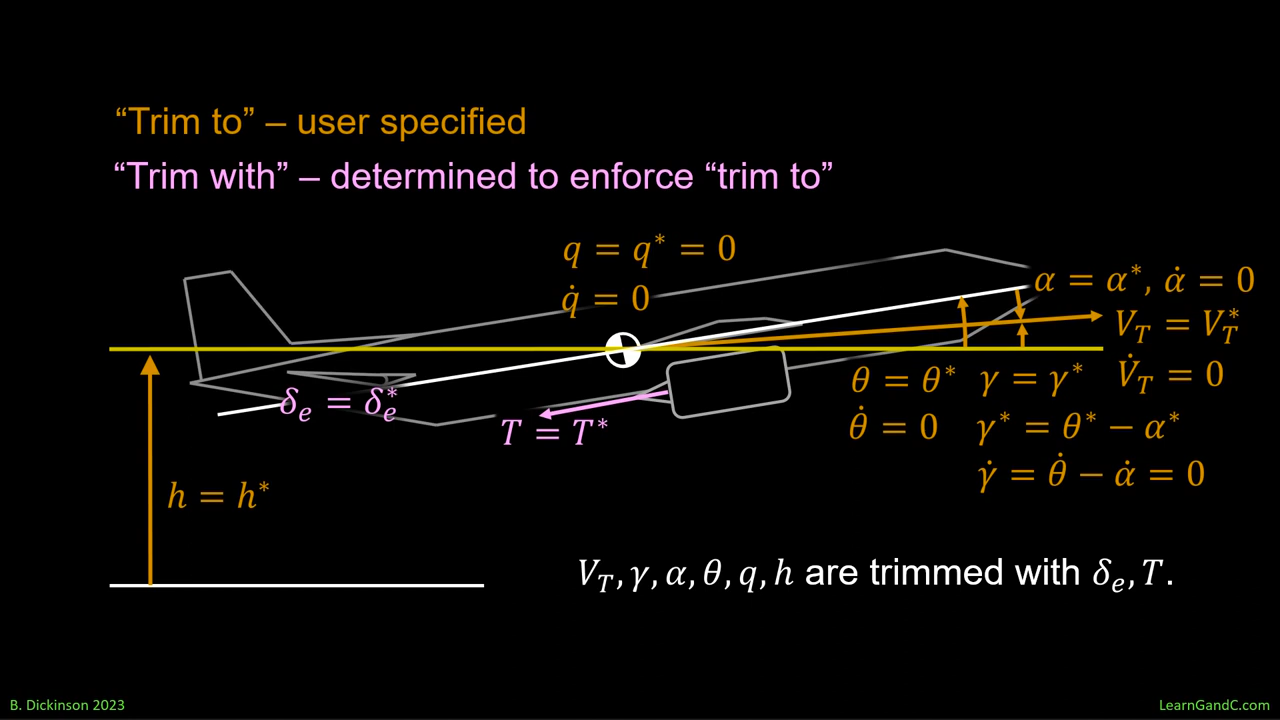 “Trim to” – user specified
“Trim with” – determined to enforce “trim to”
q = q* = 0
q̇ = 0
α = α*, α̇ = 0
V_T = V_T*
V̇_T = 0
θ = θ*
γ = γ*
θ̇ = 0
γ* = θ* − α*
γ̇ = θ̇ − α̇ = 0
δ_e = δ_e*
T = T*
h = h*
V_T, γ, α, θ, q, h are trimmed with δ_e, T.
B. Dickinson 2023
LearnGandC.com